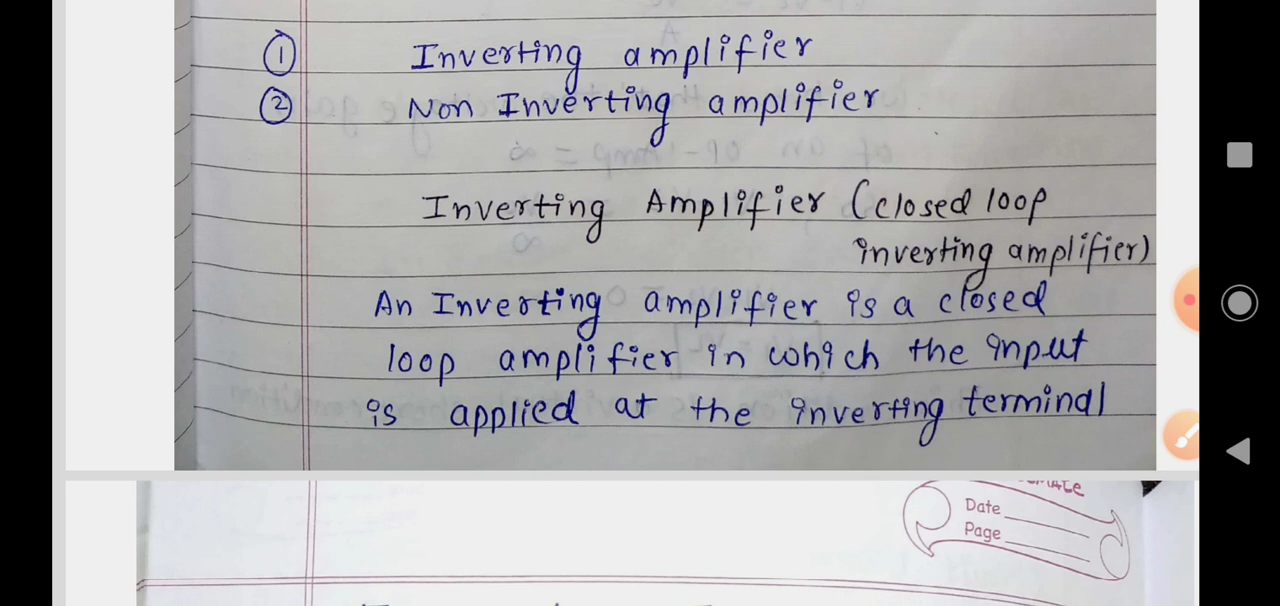 ① Inverting amplifier
② Non Inverting amplifier
Inverting Amplifier (closed loop
inverting amplifier)
An Inverting amplifier is a closed
loop amplifier in which the input
is applied at the inverting terminal
Date
Page